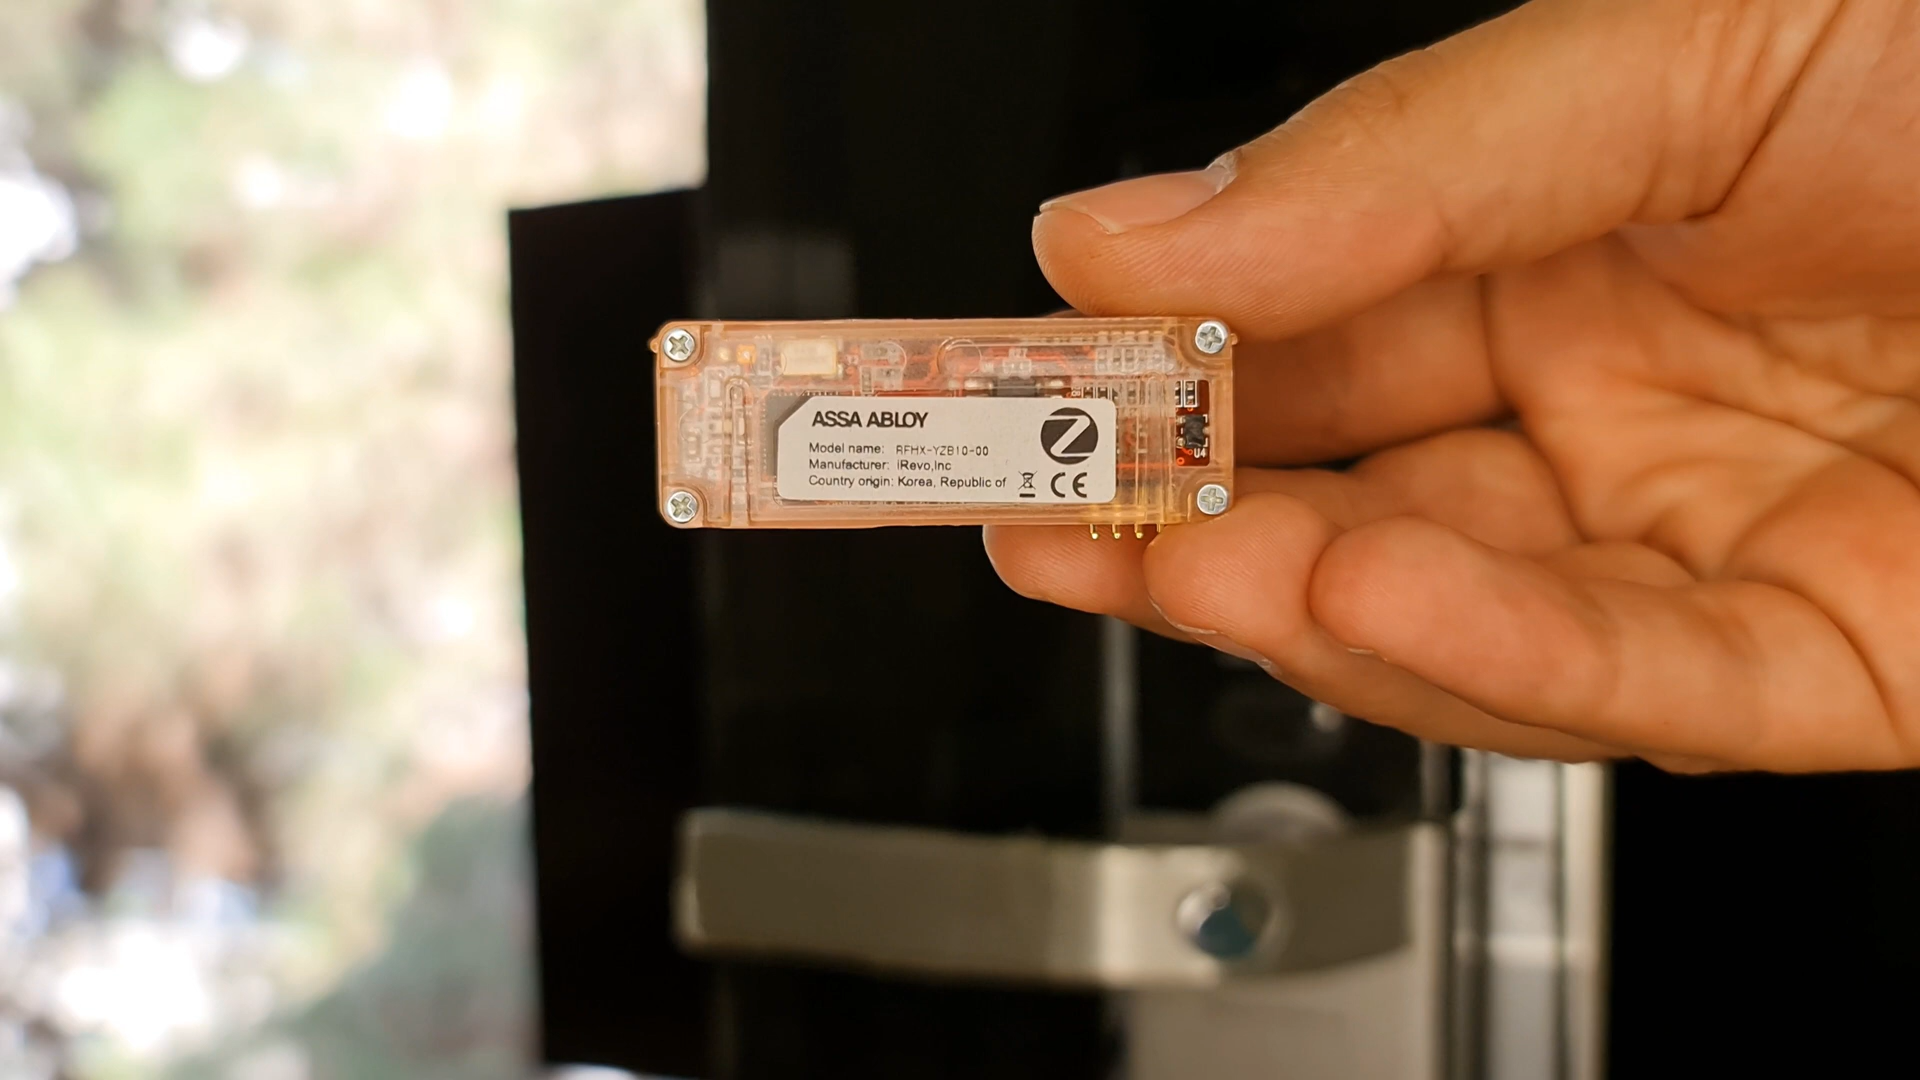 ASSA ABLOY
Model name: RFHX-YZB10-00
Manufacturer: iRevo,Inc
Country origin: Korea, Republic of CE
U4